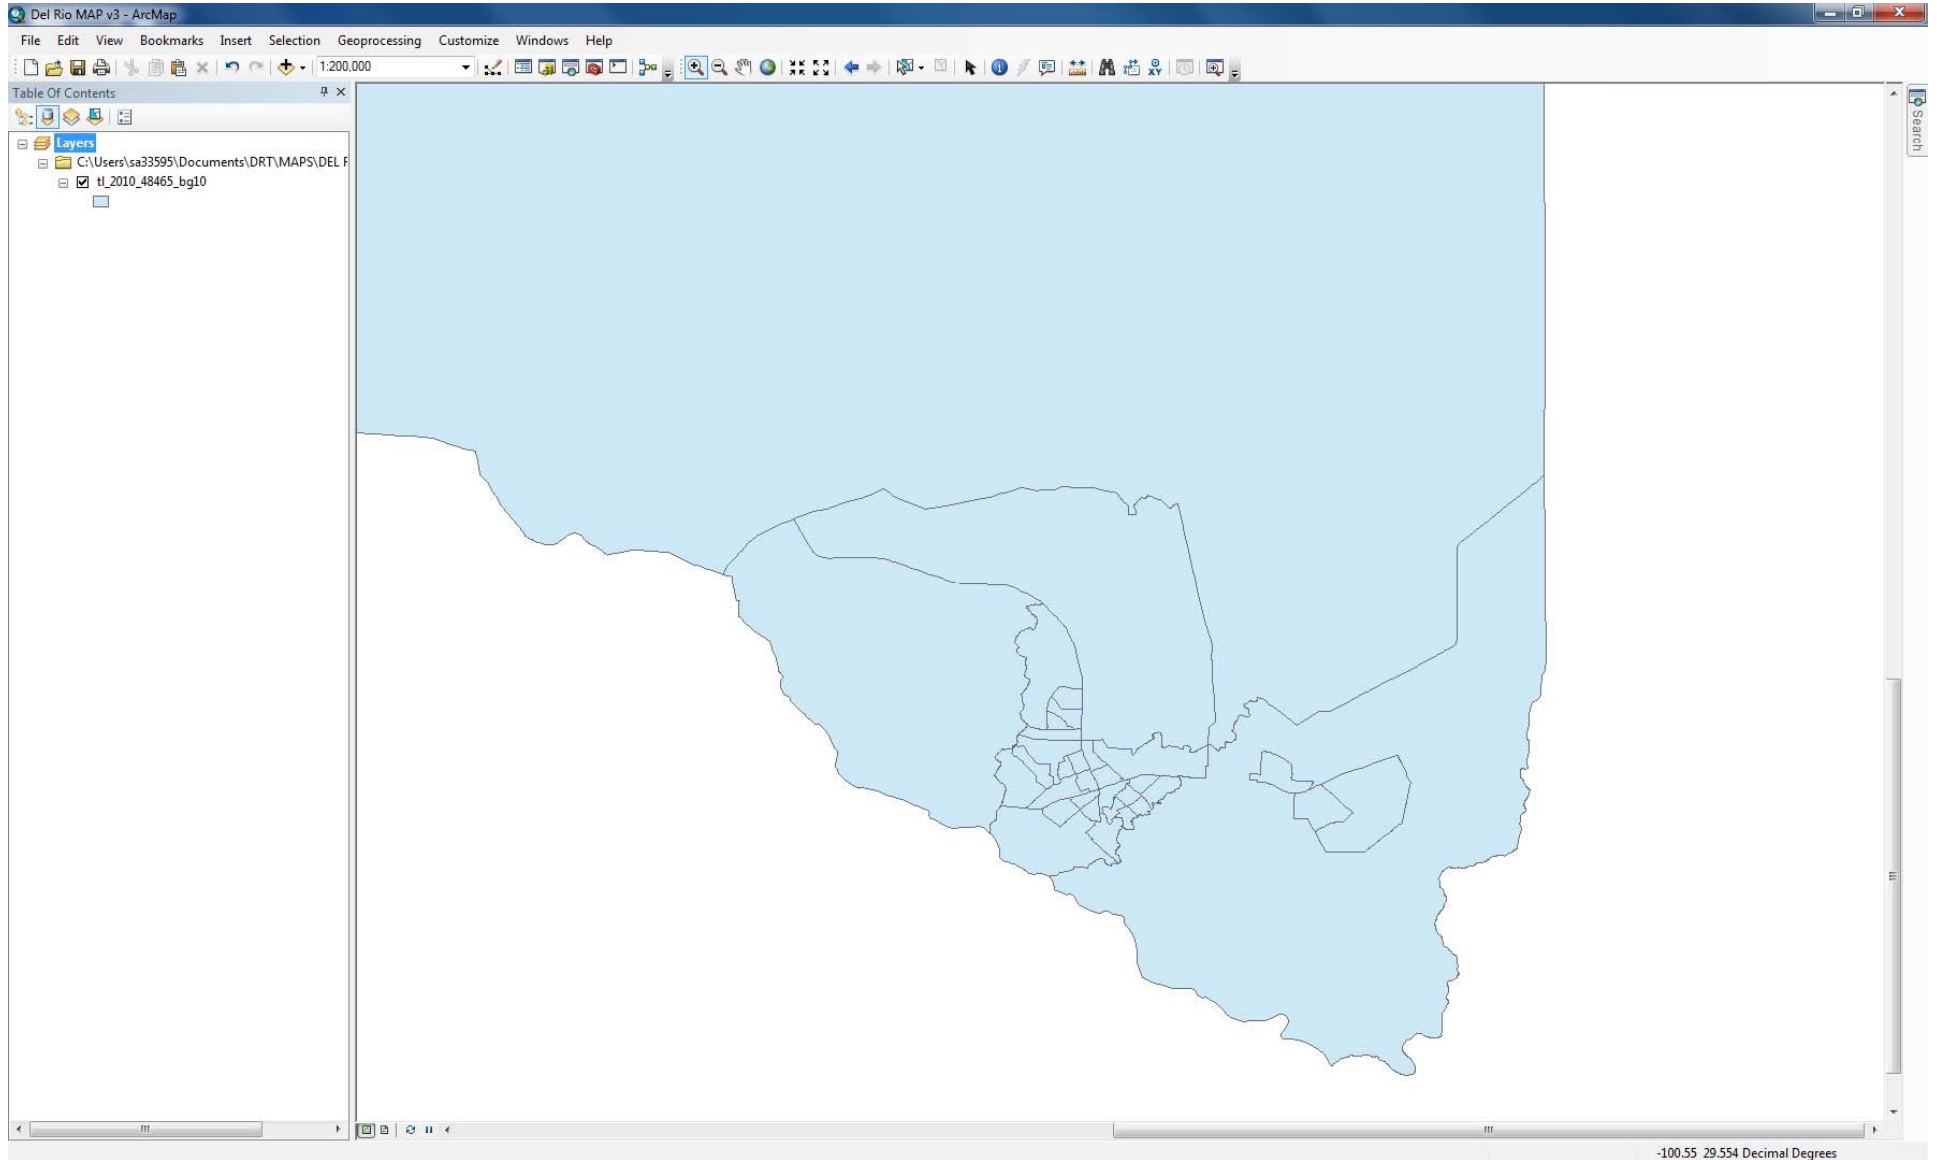 Del Rio MAP v3 - ArcMap
File Edit View Bookmarks Insert Selection Geoprocessing Customize Windows Help
1:200,000
Table Of Contents
Search
Layers
C:\Users\sa33595\Documents\DRT\MAPS\DEL
tl_2010_48465_bg10
-100.55 29.554 Decimal Degrees